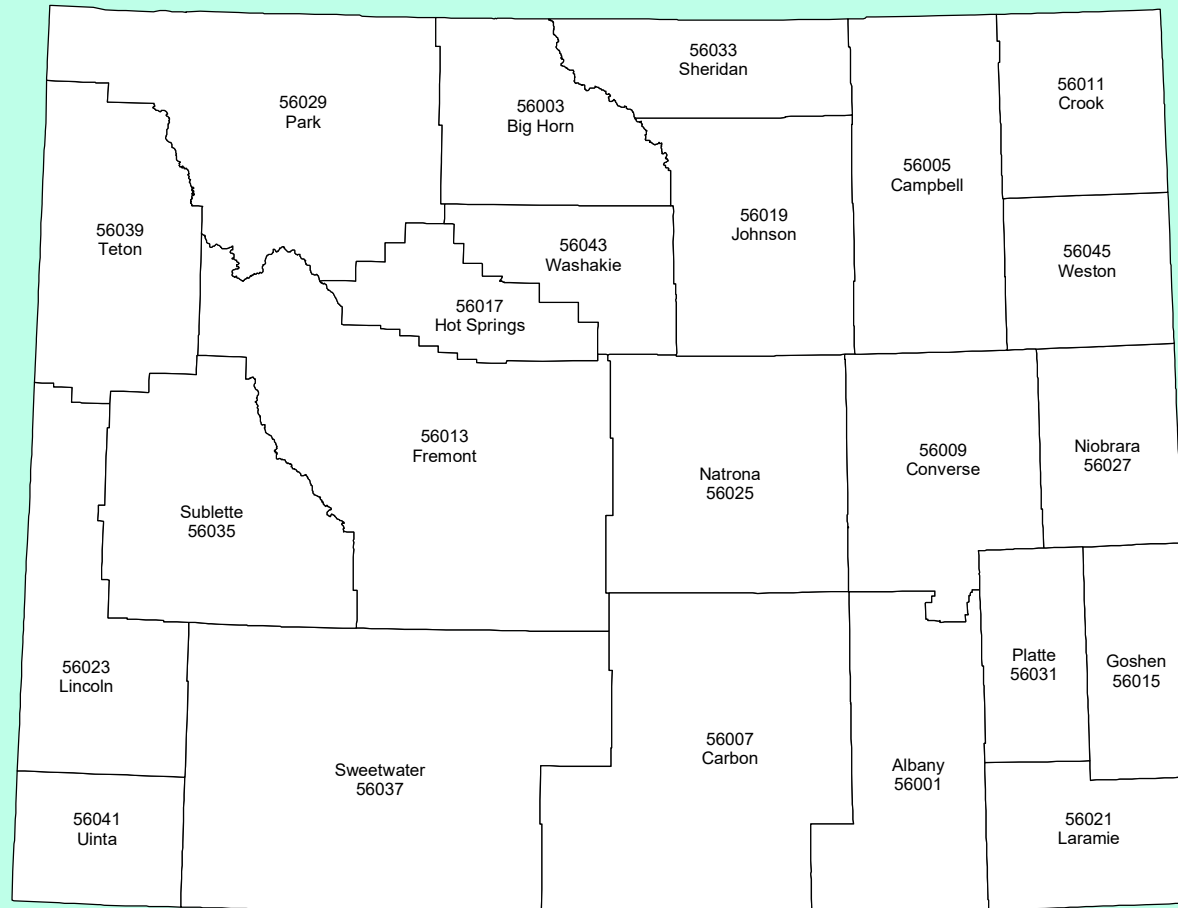 56033
Sheridan
56011
Crook
56029
Park
56003
Big Horn
56005
Campbell
56019
Johnson
56039
Teton
56043
Washakie
56045
Weston
56017
Hot Springs
56013
Fremont
56009
Converse
Niobrara
56027
Natrona
56025
Sublette
56035
56023
Lincoln
Platte
56031
Goshen
56015
56007
Carbon
Sweetwater
56037
Albany
56001
56041
Uinta
56021
Laramie